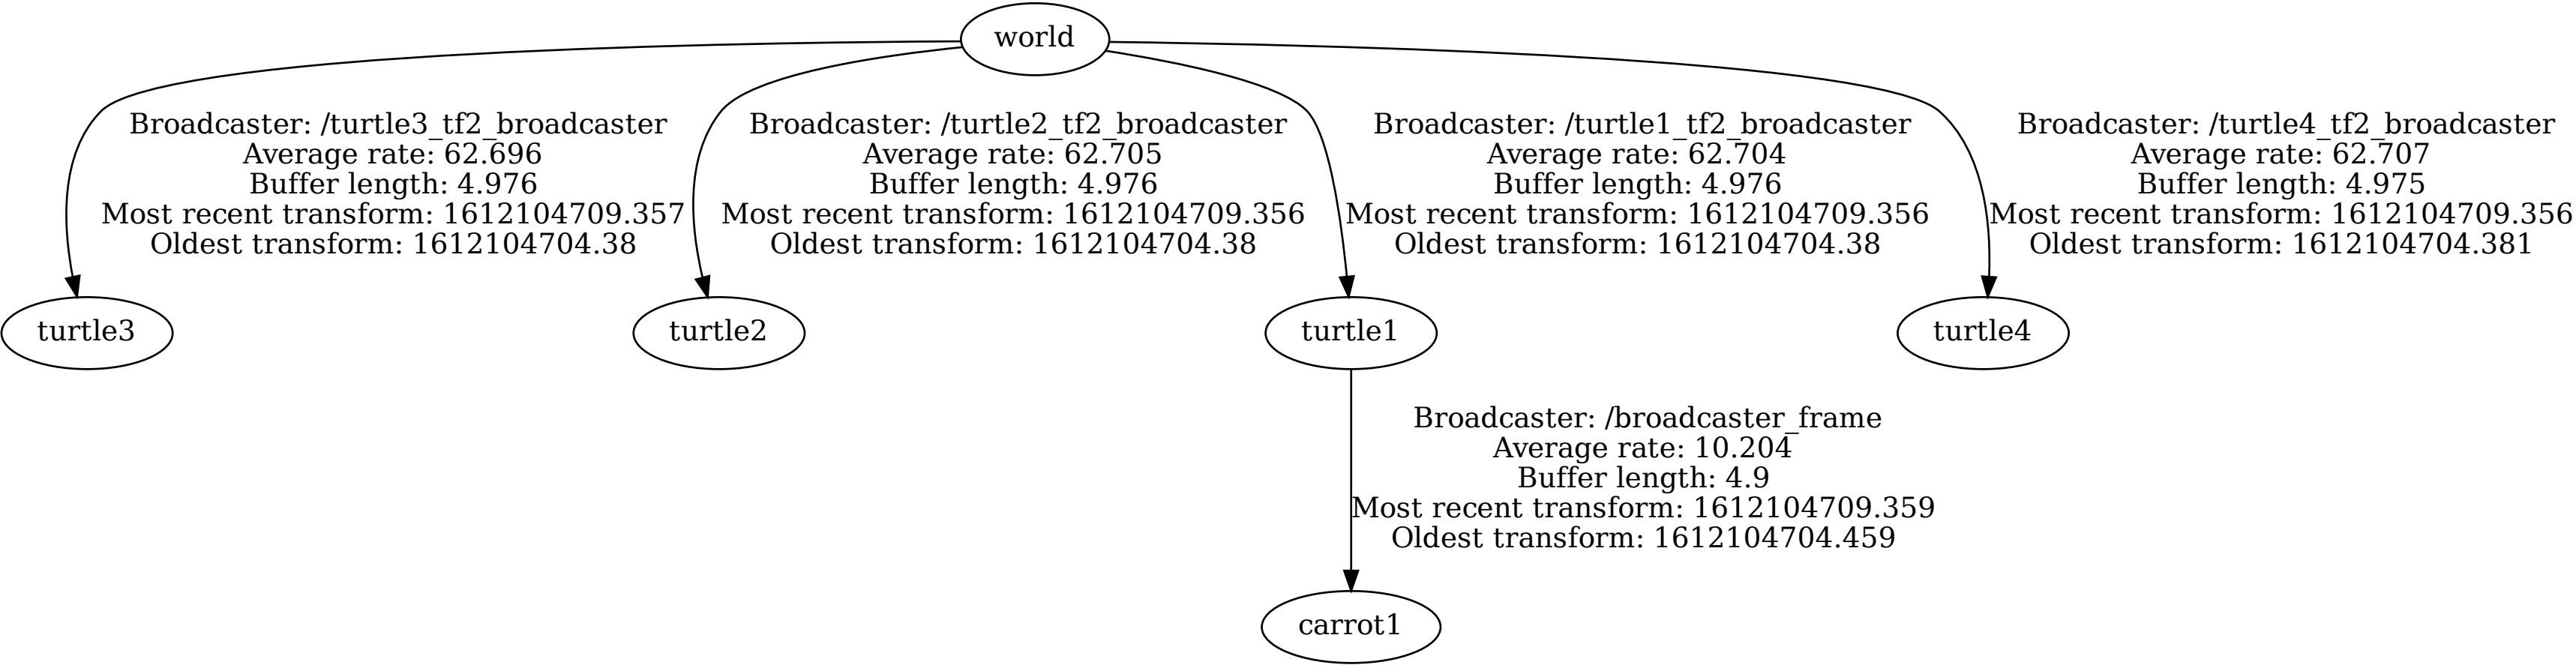 world
Broadcaster: /turtle3_tf2_broadcaster
Average rate: 62.696
Buffer length: 4.976
Most recent transform: 1612104709.357
Oldest transform: 1612104704.38
Broadcaster: /turtle2_tf2_broadcaster
Average rate: 62.705
Buffer length: 4.976
Most recent transform: 1612104709.356
Oldest transform: 1612104704.38
Broadcaster: /turtle1_tf2_broadcaster
Average rate: 62.704
Buffer length: 4.976
Most recent transform: 1612104709.356
Oldest transform: 1612104704.38
Broadcaster: /turtle4_tf2_broadcaster
Average rate: 62.707
Buffer length: 4.975
Most recent transform: 1612104709.356
Oldest transform: 1612104704.381
turtle3
turtle2
turtle1
turtle4
Broadcaster: /broadcaster_frame
Average rate: 10.204
Buffer length: 4.9
Most recent transform: 1612104709.359
Oldest transform: 1612104704.459
carrot1